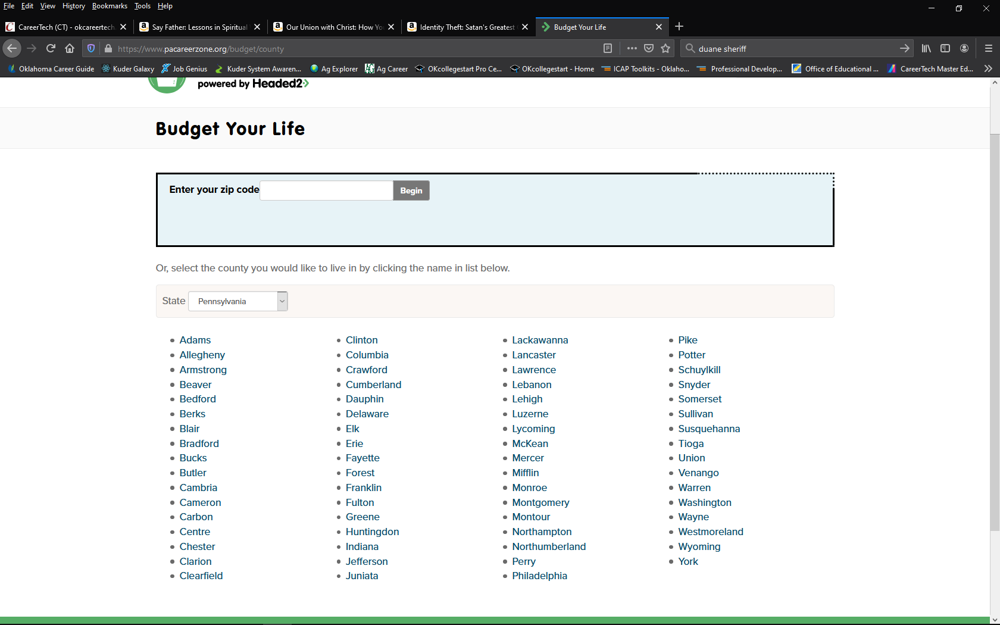 File Edit View History Bookmarks Tools Help
CareerTech (CT) - okcareertech. Say Father: Lessons in Spiritual Our Union with Christ: How Yo Identity Theft: Satan's Greatest Budget Your Life
https://www.pacareerzone.org/budget/county duane sheriff
Oklahoma Career Guide Kuder Galaxy Job Genius Kuder System Awaren... Ag Explorer Ag Career OKcollegestart Pro Ce... OKcollegestart - Home ICAP Toolkits - Oklaho... Professional Develop... Office of Educational ... CareerTech Master Ed...
powered by Headed2
Budget Your Life
Enter your zip code Begin
Or, select the county you would like to live in by clicking the name in list below.
State Pennsylvania
Adams
Allegheny
Armstrong
Beaver
Bedford
Berks
Blair
Bradford
Bucks
Butler
Cambria
Cameron
Carbon
Centre
Chester
Clarion
Clearfield
Clinton
Columbia
Crawford
Cumberland
Dauphin
Delaware
Elk
Erie
Fayette
Forest
Franklin
Fulton
Greene
Huntingdon
Indiana
Jefferson
Juniata
Lackawanna
Lancaster
Lawrence
Lebanon
Lehigh
Luzerne
Lycoming
McKean
Mercer
Mifflin
Monroe
Montgomery
Montour
Northampton
Northumberland
Perry
Philadelphia
Pike
Potter
Schuylkill
Snyder
Somerset
Sullivan
Susquehanna
Tioga
Union
Venango
Warren
Washington
Wayne
Westmoreland
Wyoming
York